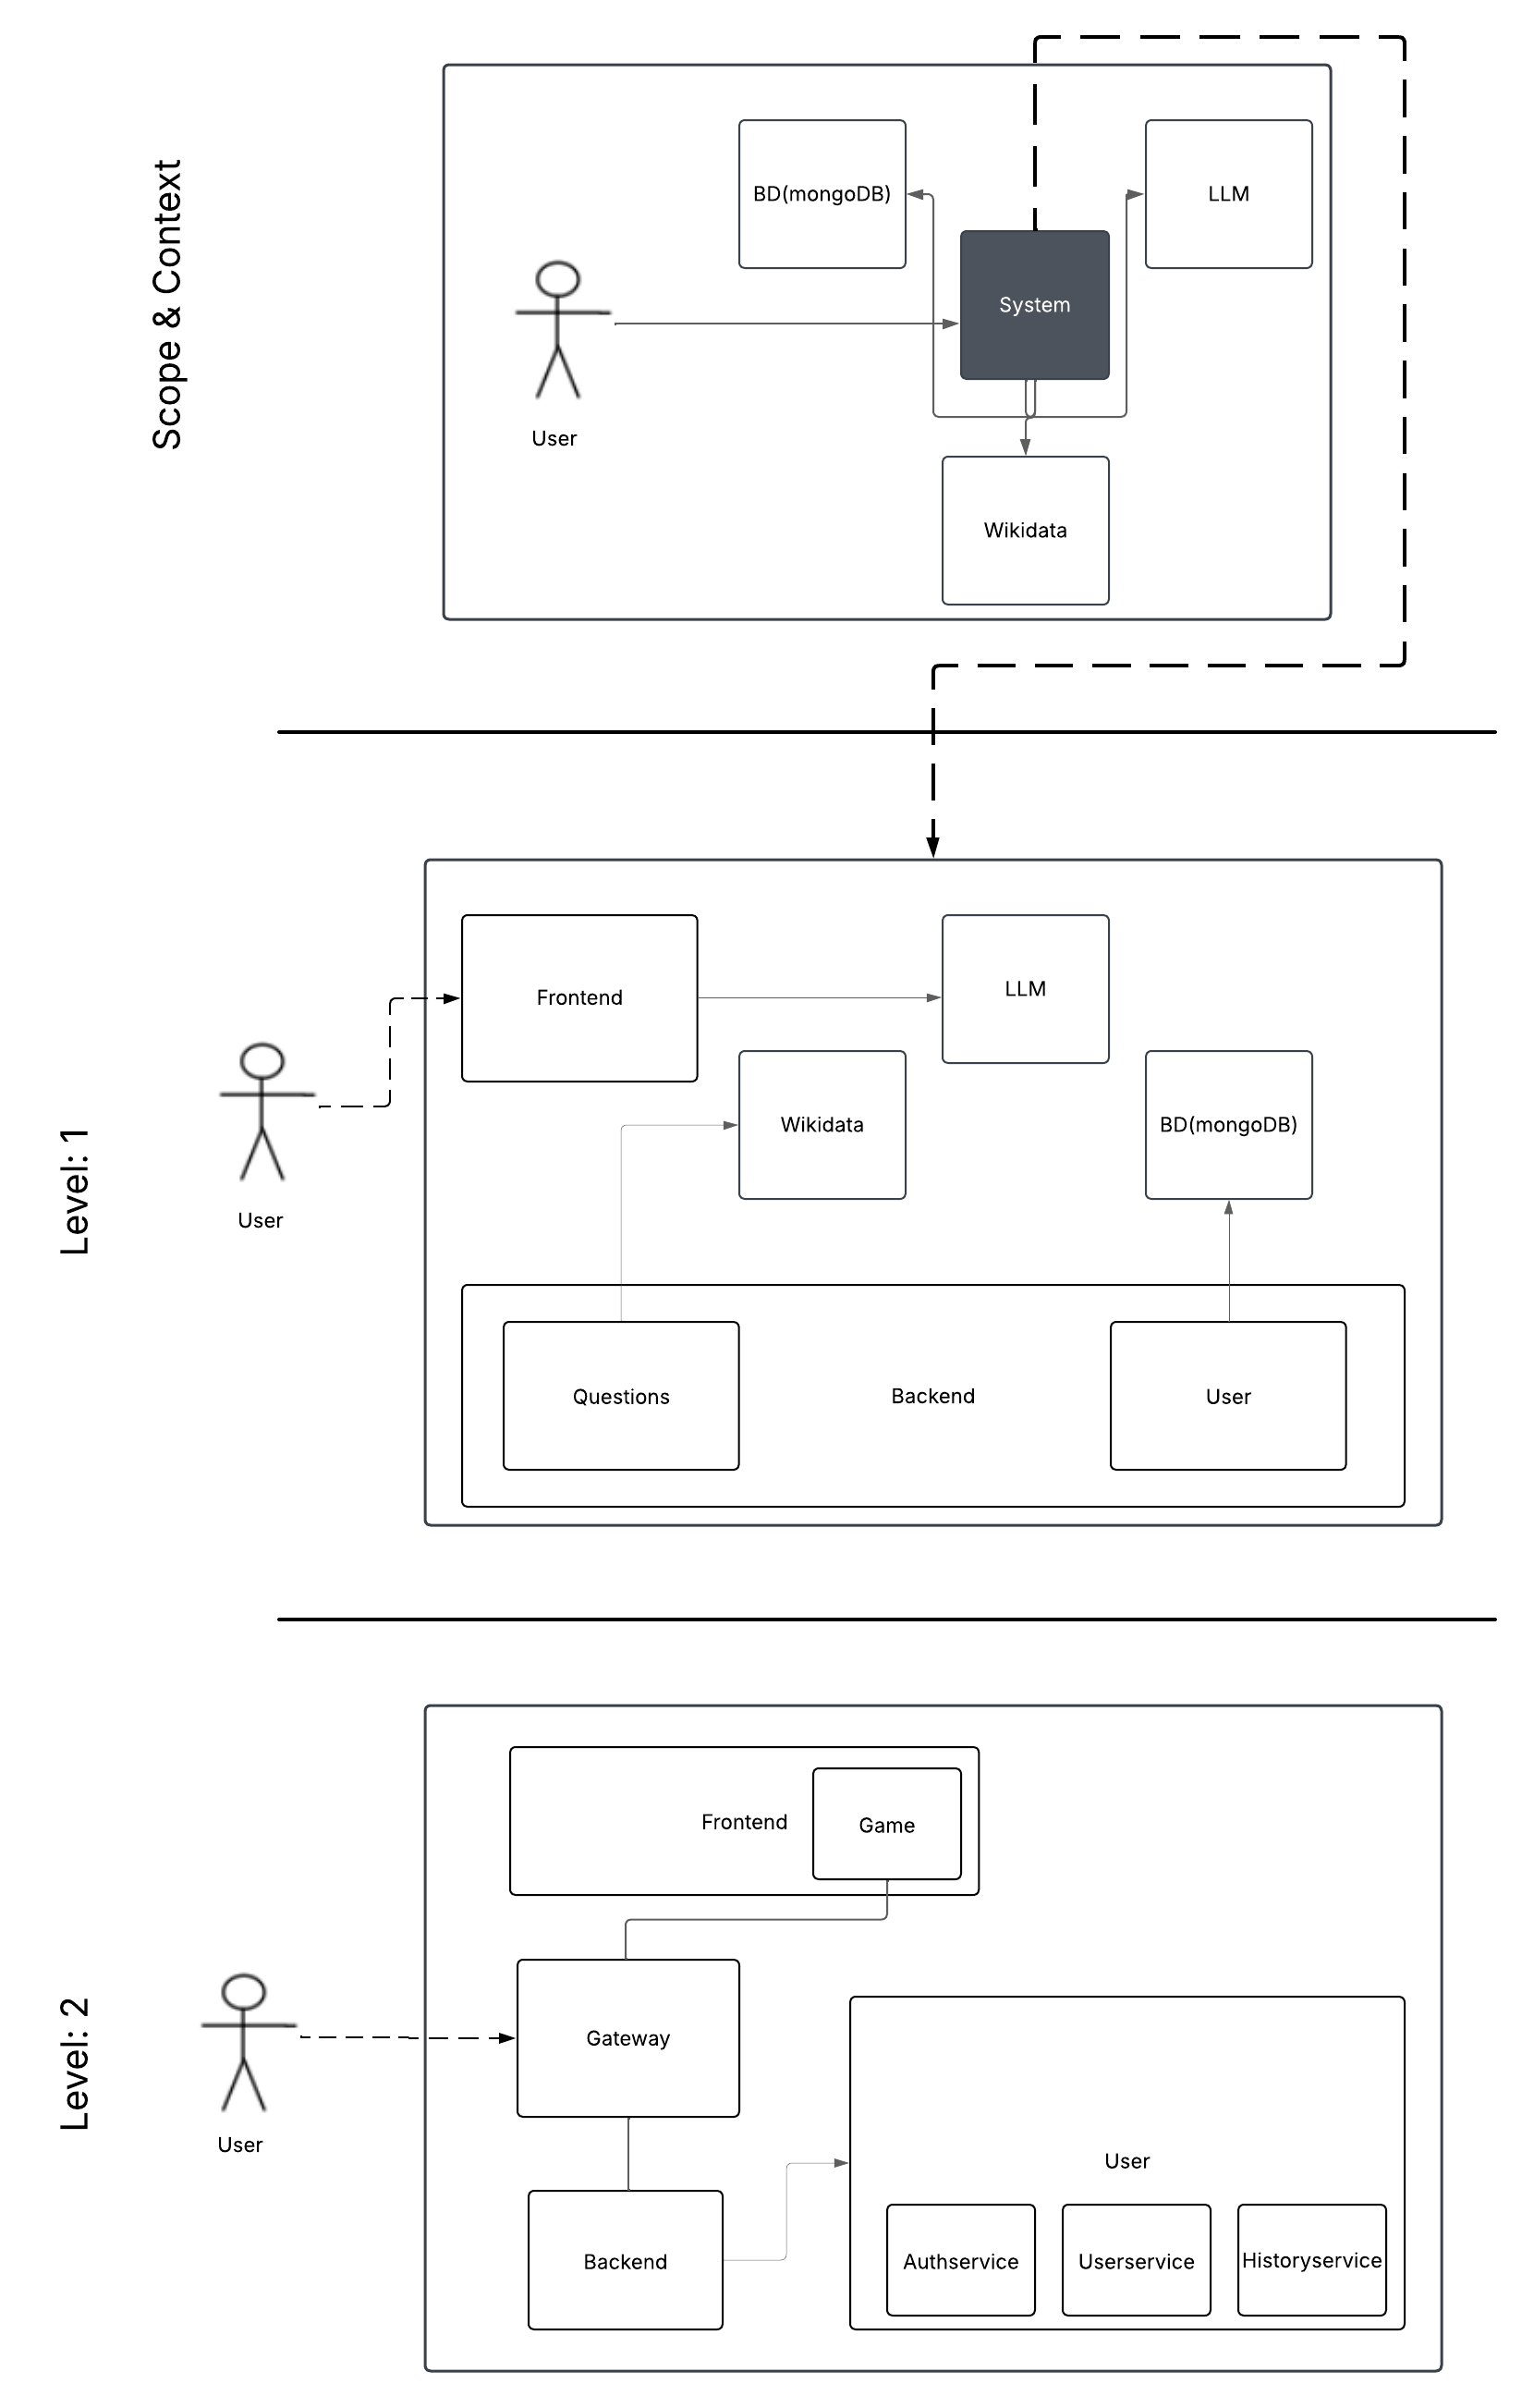 Scope & Context
BD(mongoDB)
LLM
System
User
Wikidata
Level: 1
Frontend
LLM
Wikidata
BD(mongoDB)
User
Questions
Backend
User
Level: 2
Frontend
Game
Gateway
User
User
Backend
Authservice
Userservice
Historyservice